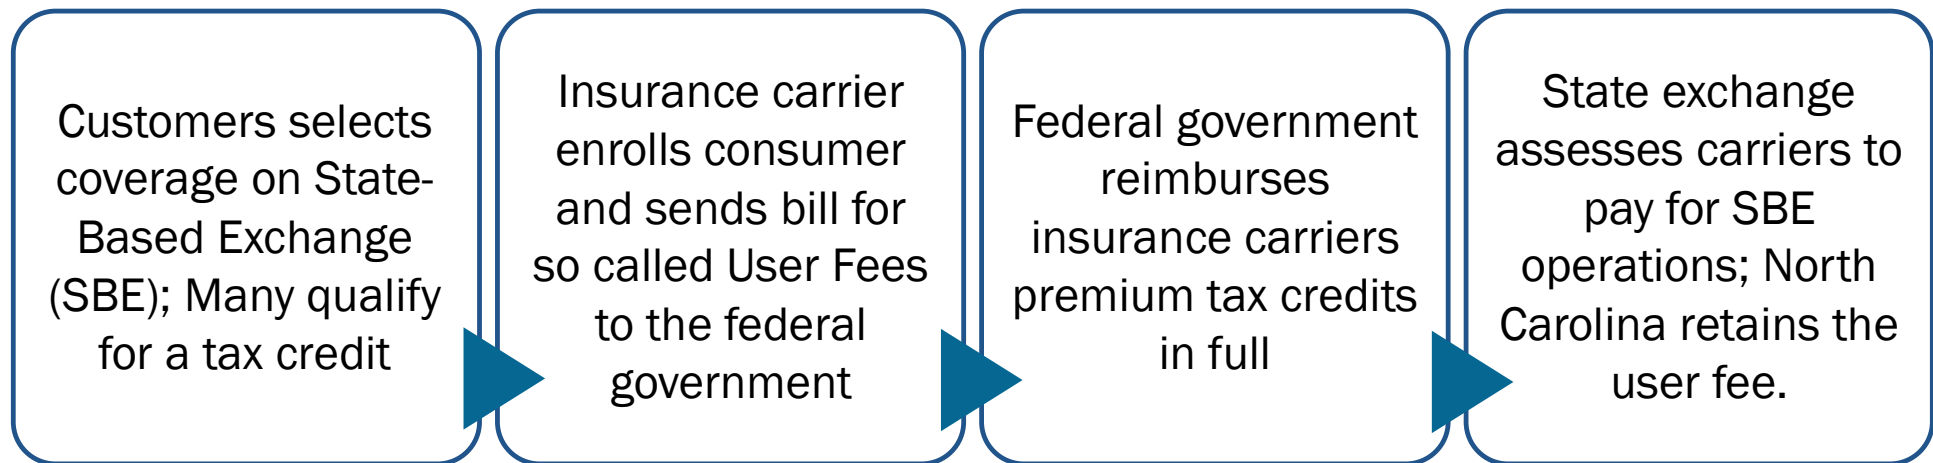 Customers selects
coverage on State-
Based Exchange
(SBE); Many qualify
for a tax credit
Insurance carrier
enrolls consumer
and sends bill for
so called User Fees
to the federal
government
Federal government
reimburses
insurance carriers
premium tax credits
in full
State exchange
assesses carriers to
pay for SBE
operations; North
Carolina retains the
user fee.